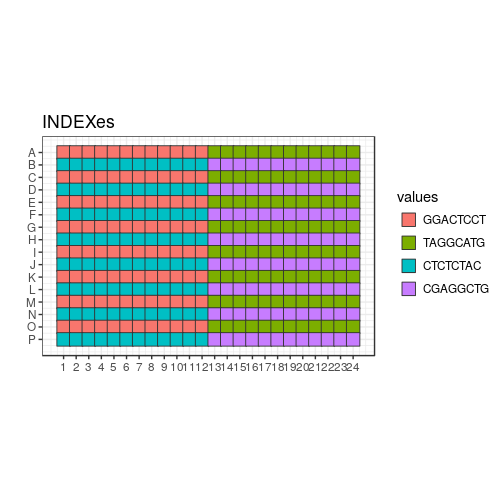 INDEXes
A
B
C
D
E
F
G
H
I
J
K
L
M
N
O
P
1 2 3 4 5 6 7 8 9 10 11 12 13 14 15 16 17 18 19 20 21 22 23 24
values
GGACTCCT
TAGGCATG
CTCTCTAC
CGAGGCTG